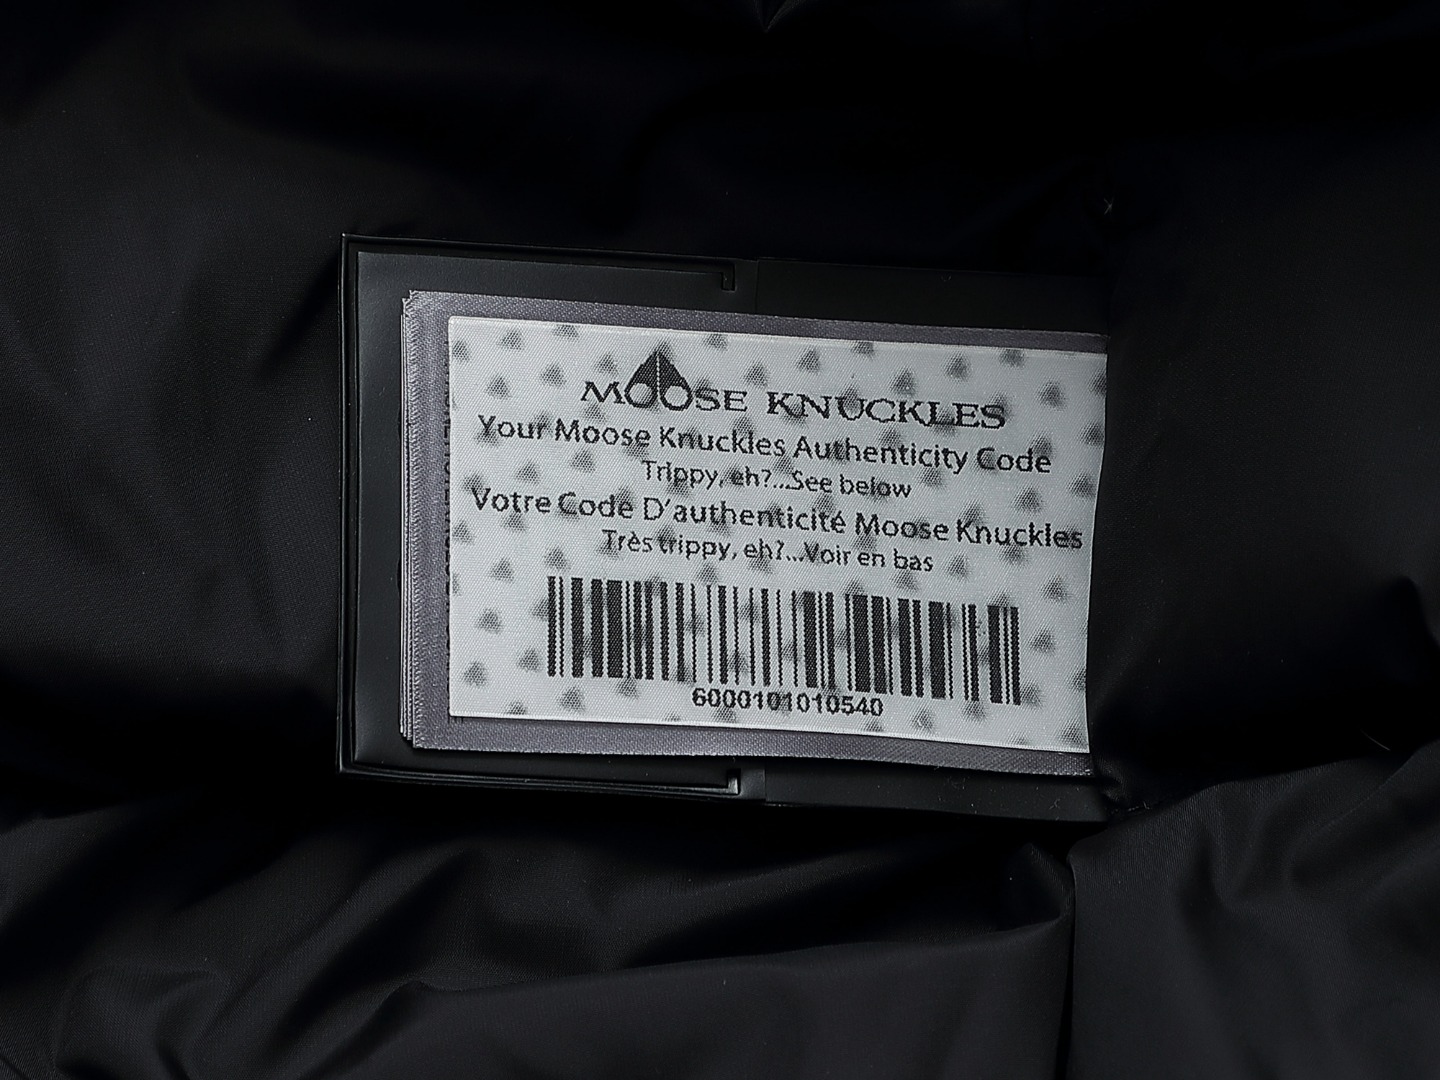 MOOSE KNUCKLES
Your Moose Knuckles Authenticity Code
Trippy, eh?...See below
Votre Code D'authenticité Moose Knuckles
Très trippy, eh?...Voir en bas
6000101010540